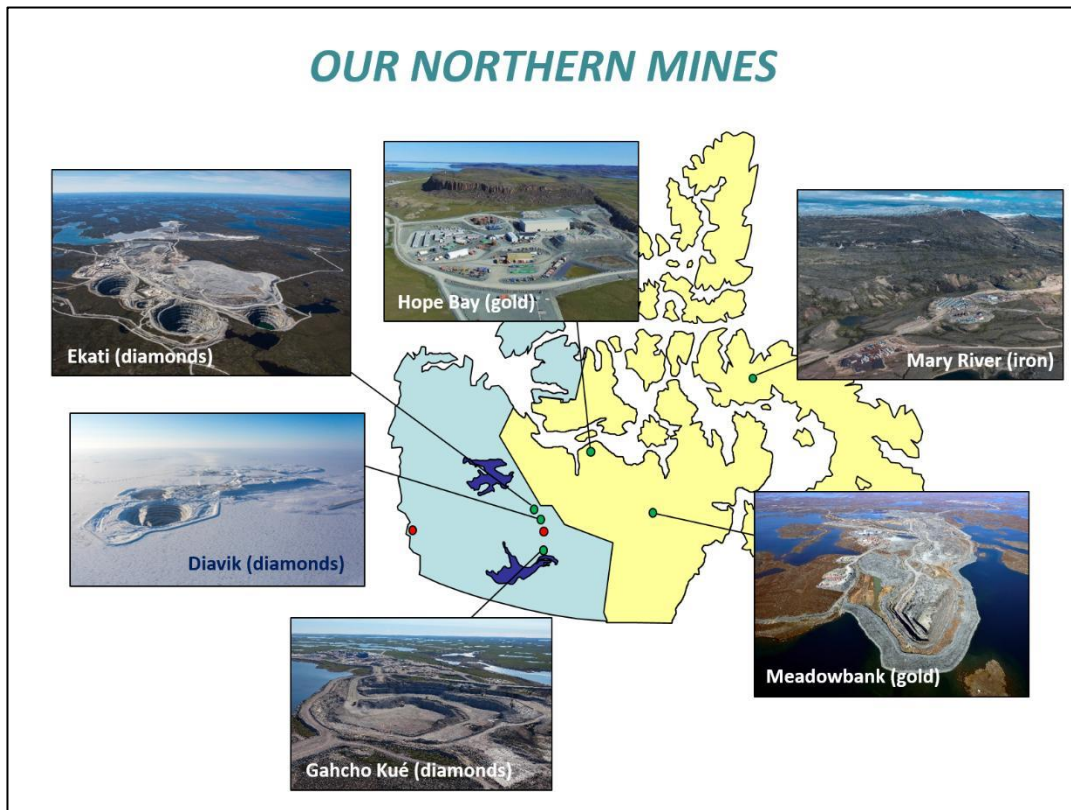 OUR NORTHERN MINES
Ekati (diamonds)
Hope Bay (gold)
Mary River (iron)
Diavik (diamonds)
Meadowbank (gold)
Gahcho Kué (diamonds)